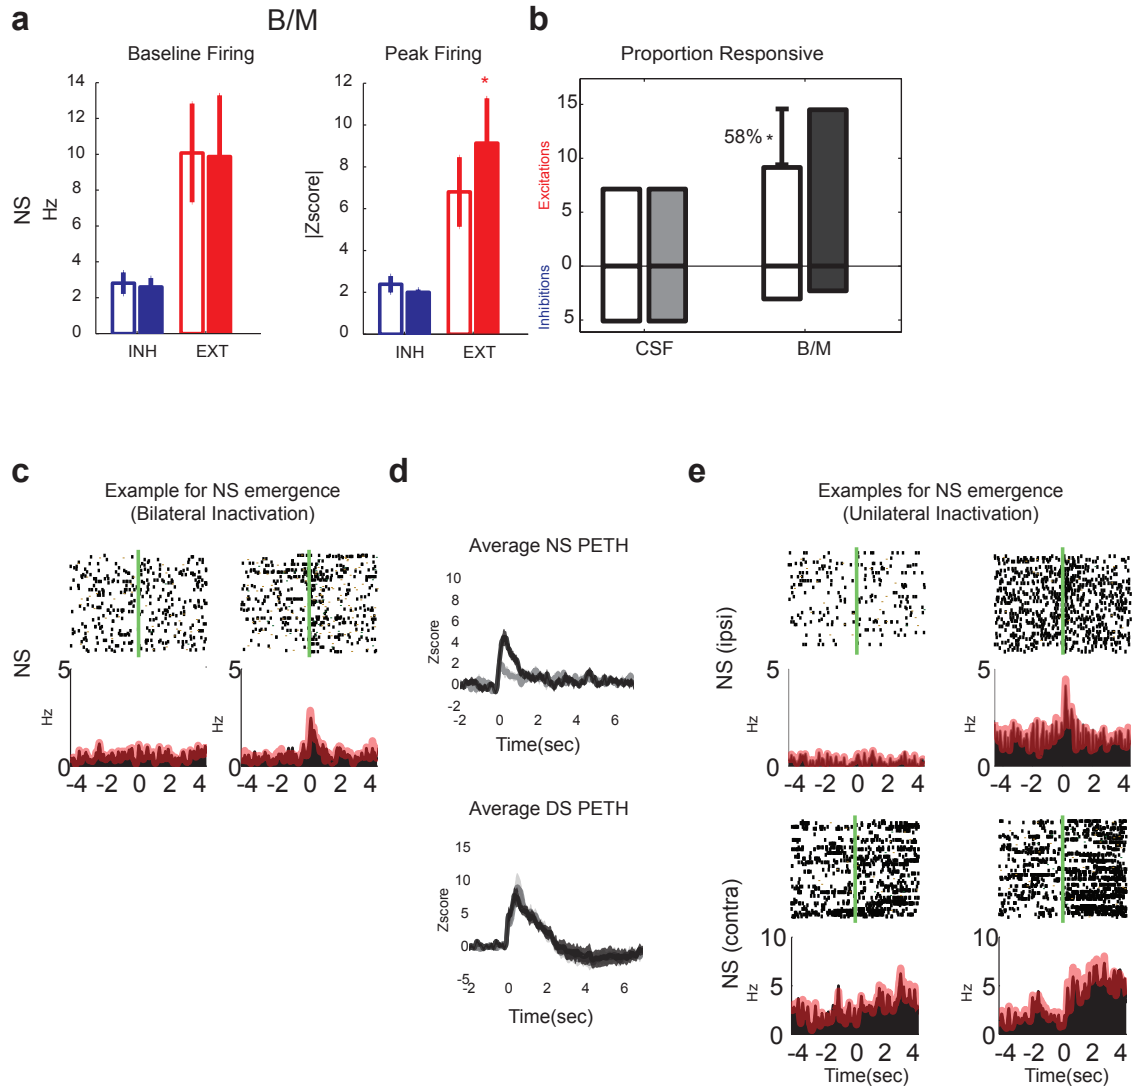 a
B/M
b
Baseline Firing
Peak Firing
Proportion Responsive
NS
Hz
14
12
10
8
6
4
2
0
INH
EXT
|Zscore|
12
10
8
6
4
2
0
*
INH
EXT
Excitations
Inhibitions
15
10
5
0
5
58% *
CSF
B/M
c
Example for NS emergence
(Bilateral Inactivation)
NS
5
Hz
0
-4 -2 0 2 4
5
Hz
0
-4 -2 0 2 4
d
Average NS PETH
Zscore
10
8
6
4
2
0
-2
-2 0 2 4 6
Time(sec)
Average DS PETH
Zscore
15
10
5
0
-5
-2 0 2 4 6
Time(sec)
e
Examples for NS emergence
(Unilateral Inactivation)
NS (ipsi)
5
Hz
0
-4 -2 0 2 4
5
Hz
0
-4 -2 0 2 4
NS (contra)
10
5
Hz
0
-4 -2 0 2 4
Time(sec)
10
5
Hz
0
-4 -2 0 2 4
Time(sec)